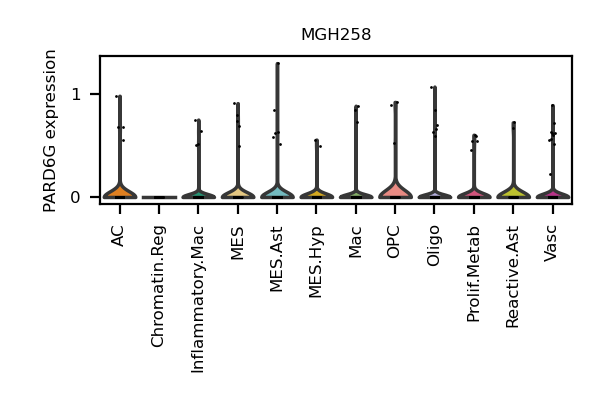 MGH258
PARD6G expression
1
0
AC
Chromatin.Reg
Inflammatory.Mac
MES
MES.Ast
MES.Hyp
Mac
OPC
Oligo
Prolif.Metab
Reactive.Ast
Vasc